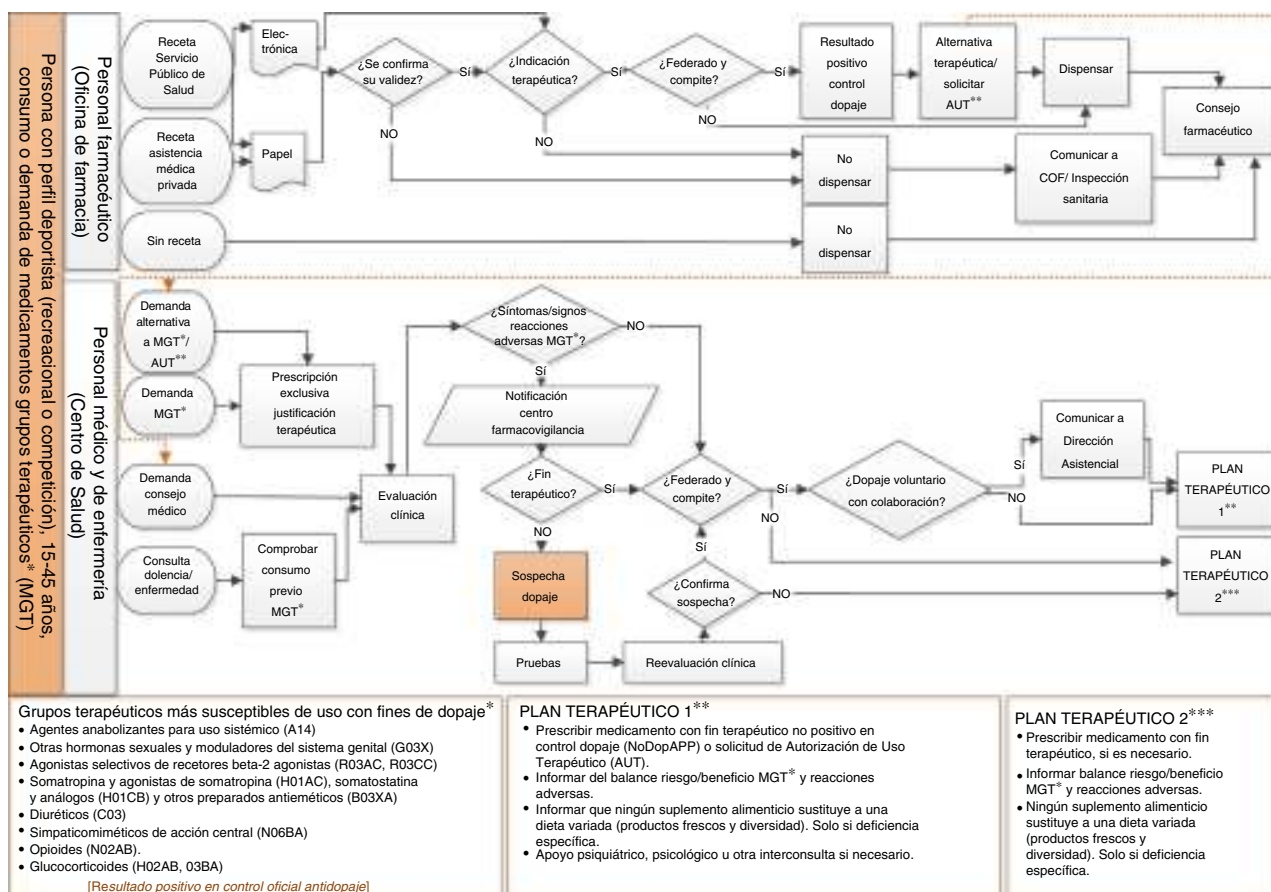 Persona con perfil deportista (recreacional o competición), 15-45 años,
consumo o demanda de medicamentos grupos terapéuticos* (MGT)
Personal farmacéutico
(Oficina de farmacia)
Receta
Servicio
Público de
Salud
Receta
asistencia
médica
privada
Sin receta
Elec-
trónica
Papel
¿Se confirma
su validez?
Sí
NO
¿Indicación
terapéutica?
Sí
NO
¿Federado y
compite?
Sí
NO
Resultado
positivo
control
dopaje
Alternativa
terapéutica/
solicitar
AUT**
Dispensar
Consejo
farmacéutico
No
dispensar
Comunicar a
COF/ Inspección
sanitaria
No
dispensar
Personal médico y de enfermería
(Centro de Salud)
Demanda
alternativa
a MGT*/
AUT**
Demanda
MGT*
Demanda
consejo
médico
Consulta
dolencia/
enfermedad
Prescripción
exclusiva
justificación
terapéutica
Comprobar
consumo
previo
MGT*
Evaluación
clínica
¿Síntomas/signos
reacciones
adversas MGT*?
NO
Sí
Notificación
centro
farmacovigilancia
¿Fin
terapéutico?
Sí
NO
Sospecha
dopaje
Pruebas
Reevaluación clínica
¿Confirma
sospecha?
Sí
NO
¿Federado y
compite?
Sí
NO
¿Dopaje voluntario
con colaboración?
Sí
NO
Comunicar a
Dirección
Asistencial
PLAN
TERAPÉUTICO
1**
PLAN
TERAPÉUTICO
2***
Grupos terapéuticos más susceptibles de uso con fines de dopaje*
• Agentes anabolizantes para uso sistémico (A14)
• Otras hormonas sexuales y moduladores del sistema genital (G03X)
• Agonistas selectivos de recetores beta-2 agonistas (R03AC, R03CC)
• Somatropina y agonistas de somatropina (H01AC), somatostatina
y análogos (H01CB) y otros preparados antieméticos (B03XA)
• Diuréticos (C03)
• Simpaticomiméticos de acción central (N06BA)
• Opioides (N02AB).
• Glucocorticoides (H02AB, 03BA)
[Resultado positivo en control oficial antidopaje]
PLAN TERAPÉUTICO 1**
• Prescribir medicamento con fin terapéutico no positivo en
control dopaje (NoDopAPP) o solicitud de Autorización de Uso
Terapéutico (AUT).
• Informar del balance riesgo/beneficio MGT* y reacciones
adversas.
• Informar que ningún suplemento alimenticio sustituye a una
dieta variada (productos frescos y diversidad). Solo si deficiencia
específica.
• Apoyo psiquiátrico, psicológico u otra interconsulta si necesario.
PLAN TERAPÉUTICO 2***
• Prescribir medicamento con fin
terapéutico, si es necesario.
• Informar balance riesgo/beneficio
MGT* y reacciones adversas.
• Ningún suplemento alimenticio
sustituye a una dieta variada
(productos frescos y
diversidad). Solo si deficiencia
específica.